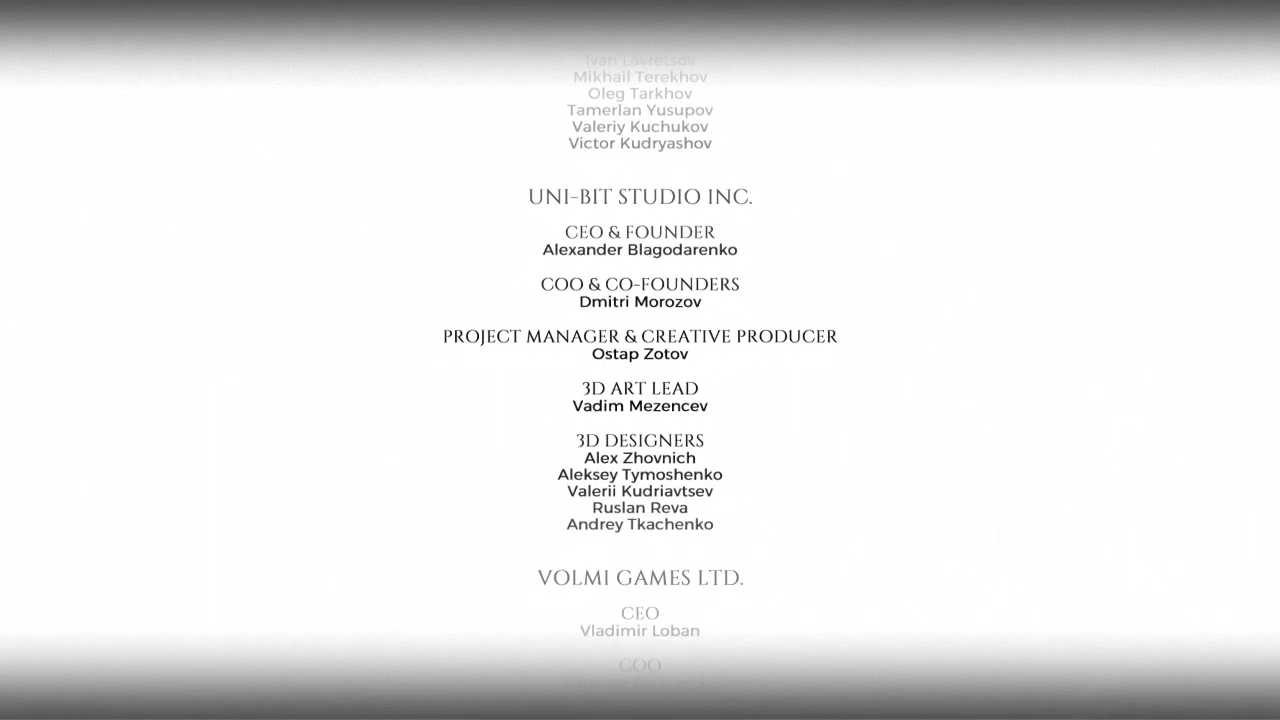 Ivan Lavretsov
Mikhail Terekhov
Oleg Tarkhov
Tamerlan Yusupov
Valeriy Kuchukov
Victor Kudryashov
UNI-BIT STUDIO INC.
CEO & FOUNDER
Alexander Blagodarenko
COO & CO-FOUNDERS
Dmitri Morozov
PROJECT MANAGER & CREATIVE PRODUCER
Ostap Zotov
3D ART LEAD
Vadim Mezencev
3D DESIGNERS
Alex Zhovnich
Aleksey Tymoshenko
Valerii Kudriavtsev
Ruslan Reva
Andrey Tkachenko
VOLMI GAMES LTD.
CEO
Vladimir Loban
COO